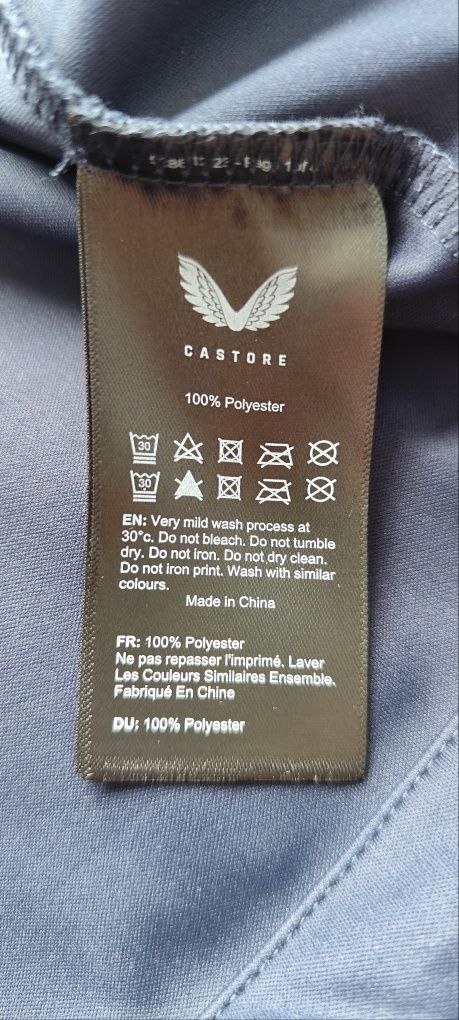 CASTORE
100% Polyester
30
30
EN: Very mild wash process at
30°c. Do not bleach. Do not tumble
dry. Do not iron. Do not dry clean.
Do not iron print. Wash with similar
colours.
Made in China
FR: 100% Polyester
Ne pas repasser l'imprimé. Laver
Les Couleurs Similaires Ensemble.
Fabriqué En Chine
DU: 100% Polyester